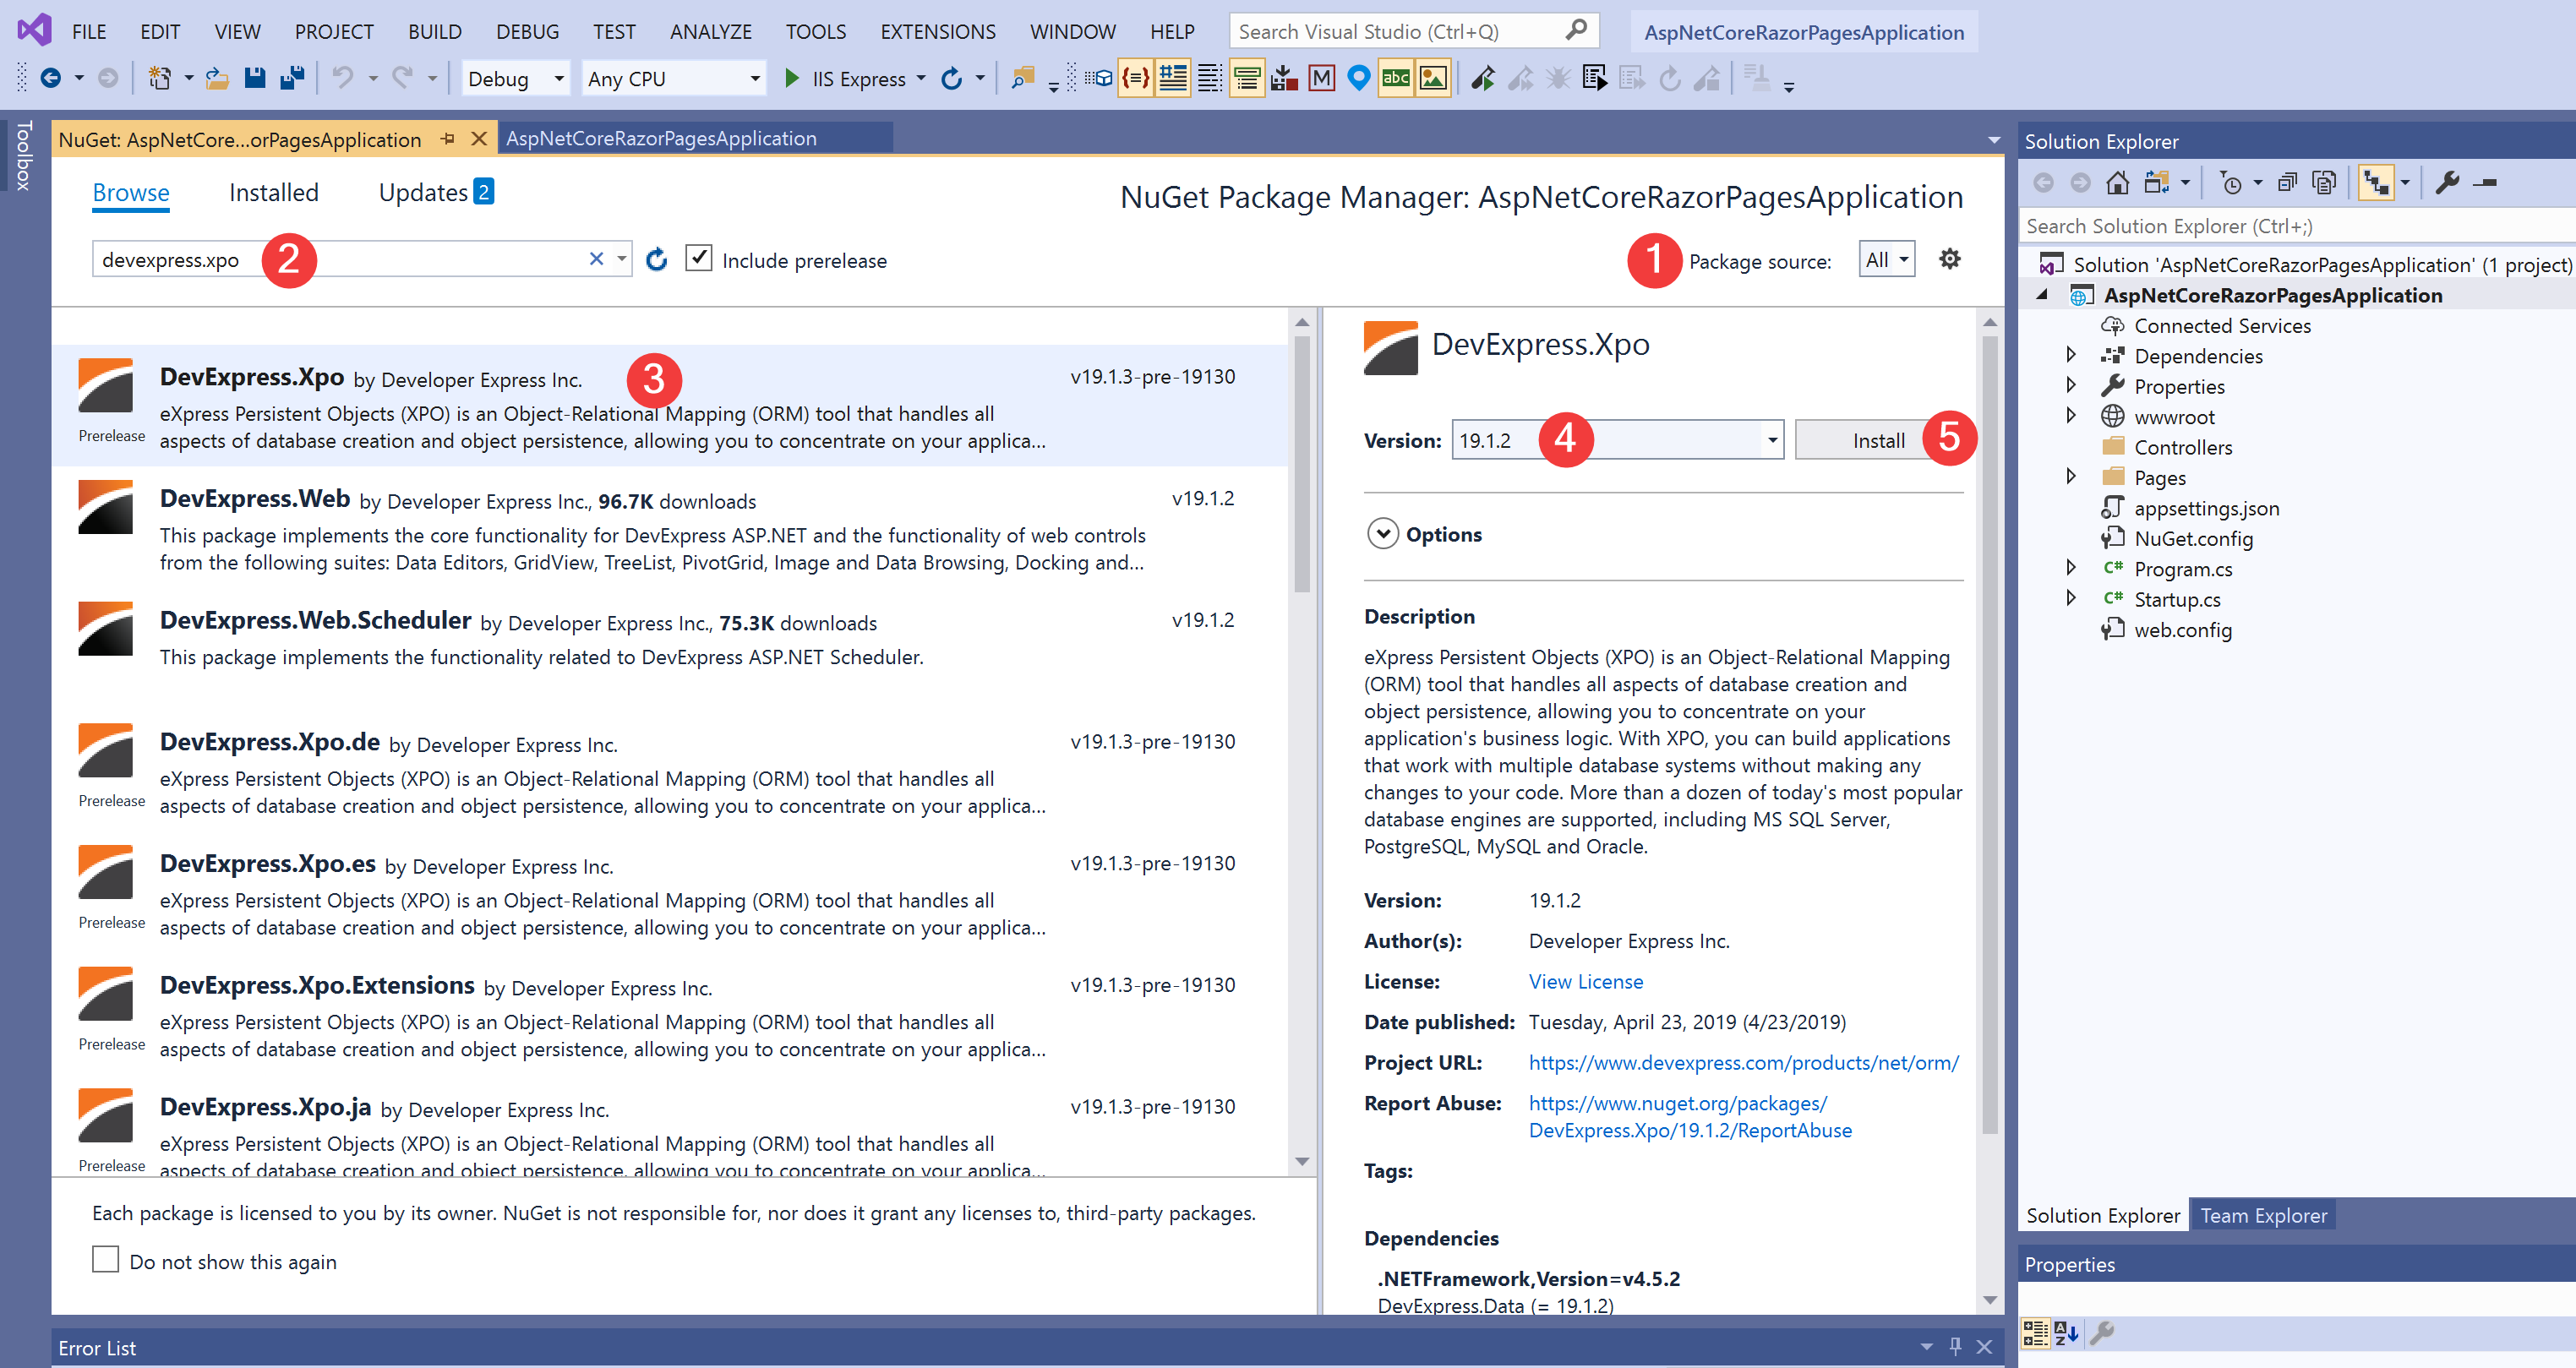 FILE EDIT VIEW PROJECT BUILD DEBUG TEST ANALYZE TOOLS EXTENSIONS WINDOW HELP Search Visual Studio (Ctrl+Q) AspNetCoreRazorPagesApplication
Debug Any CPU IIS Express M abc
Toolbox
NuGet: AspNetCore...orPagesApplication AspNetCoreRazorPagesApplication
Browse Installed Updates 2
NuGet Package Manager: AspNetCoreRazorPagesApplication
devexpress.xpo 2 Include prerelease
1 Package source: All
DevExpress.Xpo by Developer Express Inc. 3 v19.1.3-pre-19130
eXpress Persistent Objects (XPO) is an Object-Relational Mapping (ORM) tool that handles all
Prerelease aspects of database creation and object persistence, allowing you to concentrate on your applica...
DevExpress.Web by Developer Express Inc., 96.7K downloads v19.1.2
This package implements the core functionality for DevExpress ASP.NET and the functionality of web controls
from the following suites: Data Editors, GridView, TreeList, PivotGrid, Image and Data Browsing, Docking and...
DevExpress.Web.Scheduler by Developer Express Inc., 75.3K downloads v19.1.2
This package implements the functionality related to DevExpress ASP.NET Scheduler.
DevExpress.Xpo.de by Developer Express Inc. v19.1.3-pre-19130
eXpress Persistent Objects (XPO) is an Object-Relational Mapping (ORM) tool that handles all
Prerelease aspects of database creation and object persistence, allowing you to concentrate on your applica...
DevExpress.Xpo.es by Developer Express Inc. v19.1.3-pre-19130
eXpress Persistent Objects (XPO) is an Object-Relational Mapping (ORM) tool that handles all
Prerelease aspects of database creation and object persistence, allowing you to concentrate on your applica...
DevExpress.Xpo.Extensions by Developer Express Inc. v19.1.3-pre-19130
eXpress Persistent Objects (XPO) is an Object-Relational Mapping (ORM) tool that handles all
Prerelease aspects of database creation and object persistence, allowing you to concentrate on your applica...
DevExpress.Xpo.ja by Developer Express Inc. v19.1.3-pre-19130
eXpress Persistent Objects (XPO) is an Object-Relational Mapping (ORM) tool that handles all
Prerelease aspects of database creation and object persistence, allowing you to concentrate on your applica...
Each package is licensed to you by its owner. NuGet is not responsible for, nor does it grant any licenses to, third-party packages.
Do not show this again
DevExpress.Xpo
Version: 19.1.2 4 Install 5
Options
Description
eXpress Persistent Objects (XPO) is an Object-Relational Mapping
(ORM) tool that handles all aspects of database creation and
object persistence, allowing you to concentrate on your
application's business logic. With XPO, you can build applications
that work with multiple database systems without making any
changes to your code. More than a dozen of today's most popular
database engines are supported, including MS SQL Server,
PostgreSQL, MySQL and Oracle.
Version: 19.1.2
Author(s): Developer Express Inc.
License: View License
Date published: Tuesday, April 23, 2019 (4/23/2019)
Project URL: https://www.devexpress.com/products/net/orm/
Report Abuse: https://www.nuget.org/packages/
DevExpress.Xpo/19.1.2/ReportAbuse
Tags:
Dependencies
.NETFramework,Version=v4.5.2
DevExpress.Data (= 19.1.2)
Error List
Solution Explorer
Search Solution Explorer (Ctrl+;)
Solution 'AspNetCoreRazorPagesApplication' (1 project)
AspNetCoreRazorPagesApplication
Connected Services
Dependencies
Properties
wwwroot
Controllers
Pages
appsettings.json
NuGet.config
C# Program.cs
C# Startup.cs
web.config
Solution Explorer Team Explorer
Properties
A
Z